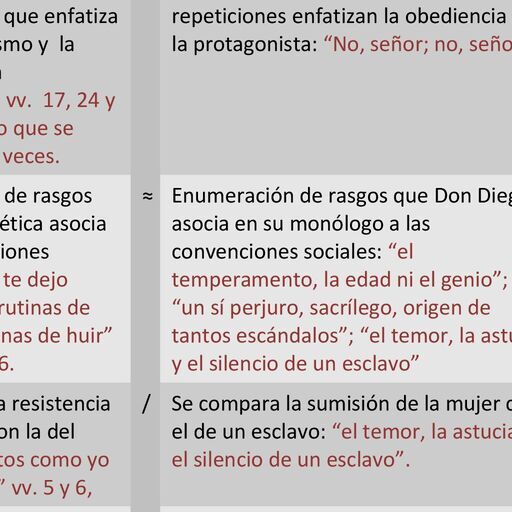 que enfatiza
smo y la
vv. 17, 24 y
o que se
veces.
repeticiones enfatizan la obediencia
la protagonista: “No, señor; no, seño
de rasgos
ética asocia
iones
te dejo
rutinas de
nas de huir”
6.
≈
Enumeración de rasgos que Don Dieg
asocia en su monólogo a las
convenciones sociales: “el
temperamento, la edad ni el genio”;
“un sí perjuro, sacrílego, origen de
tantos escándalos”; “el temor, la astu
y el silencio de un esclavo”
a resistencia
on la del
tos como yo
” vv. 5 y 6,
/
Se compara la sumisión de la mujer c
el de un esclavo: “el temor, la astucia
el silencio de un esclavo”.